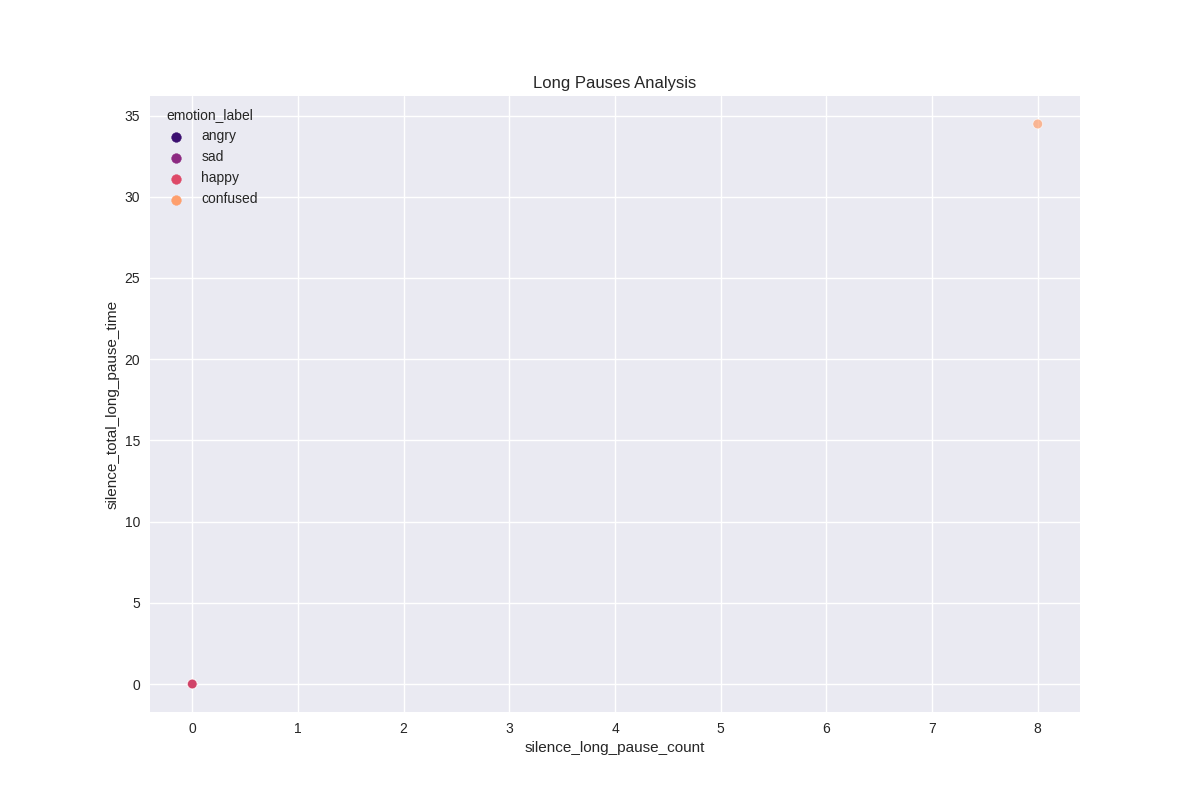 Long Pauses Analysis
emotion_label
angry
sad
happy
confused
35
30
25
20
15
10
5
0
silence_total_long_pause_time
0 1 2 3 4 5 6 7 8
silence_long_pause_count